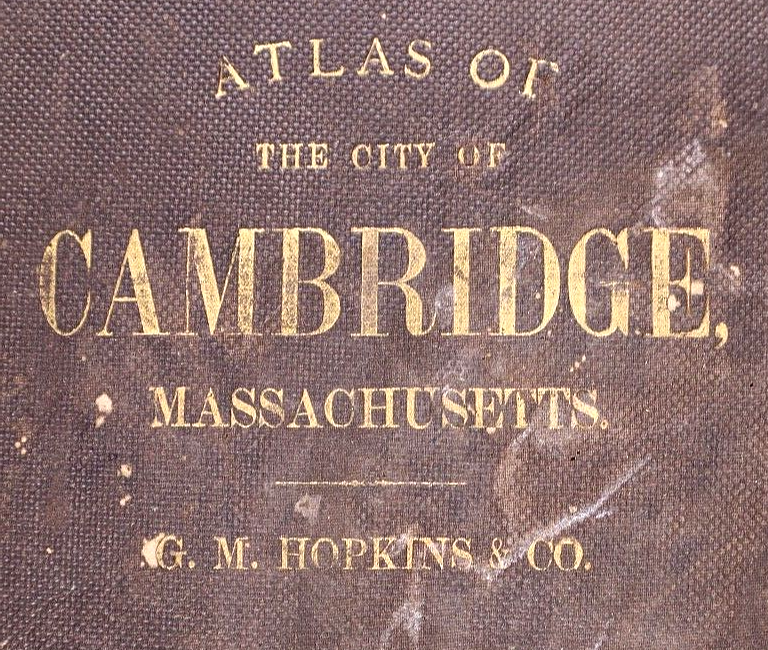 ATLAS OF
THE CITY OF
CAMBRIDGE,
MASSACHUSETTS.
G. M. HOPKINS & CO.